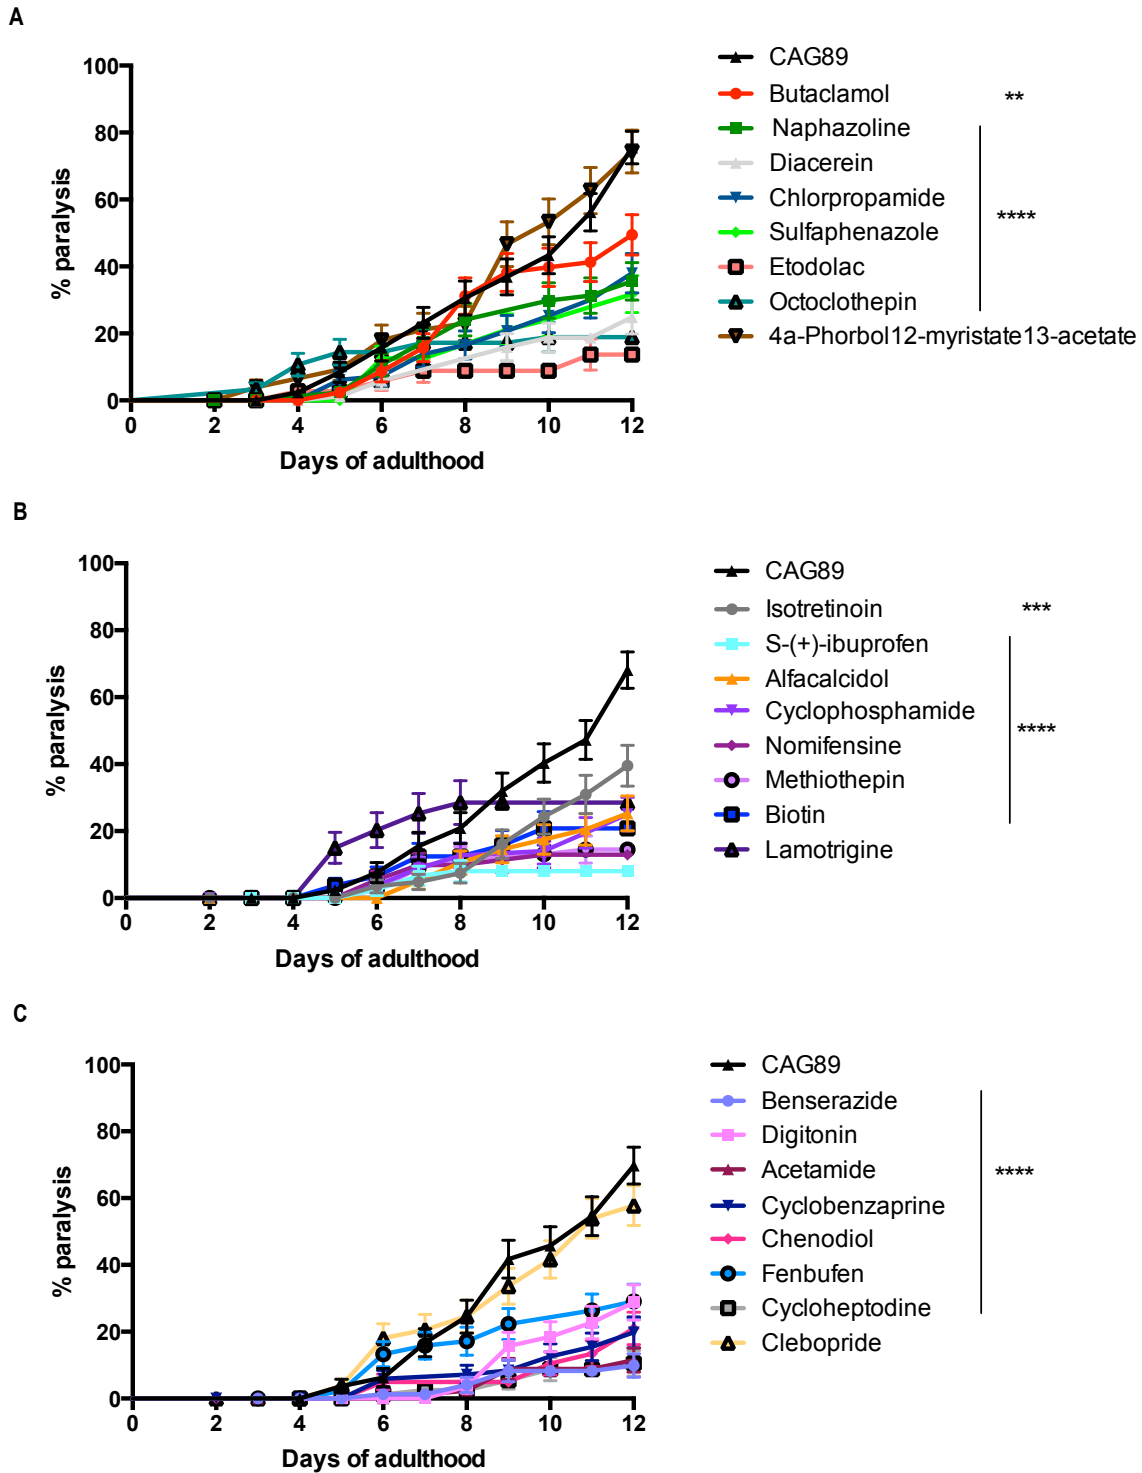 A
100
80
60
40
20
0
% paralysis
0 2 4 6 8 10 12
Days of adulthood
CAG89
Butaclamol **
Naphazoline
Diacerein
Chlorpropamide
****
Sulfaphenazole
Etodolac
Octoclothepin
4a-Phorbol12-myristate13-acetate
B
100
80
60
40
20
0
% paralysis
0 2 4 6 8 10 12
Days of adulthood
CAG89
Isotretinoin ***
S-(+)-ibuprofen
Alfacalcidol
Cyclophosphamide
****
Nomifensine
Methiothepin
Biotin
Lamotrigine
C
100
80
60
40
20
0
% paralysis
0 2 4 6 8 10 12
Days of adulthood
CAG89
Benserazide
Digitonin
Acetamide ****
Cyclobenzaprine
Chenodiol
Fenbufen
Cycloheptodine
Clebopride